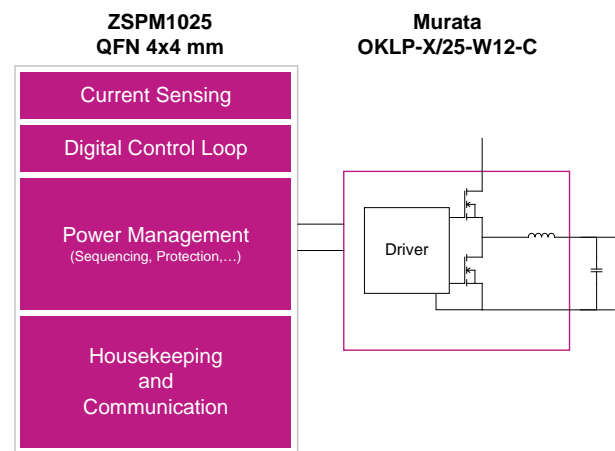 ZSPM1025
QFN 4x4 mm
Murata
OKLP-X/25-W12-C
Current Sensing
Digital Control Loop
Power Management
(Sequencing, Protection,…)
Driver
Housekeeping
and
Communication